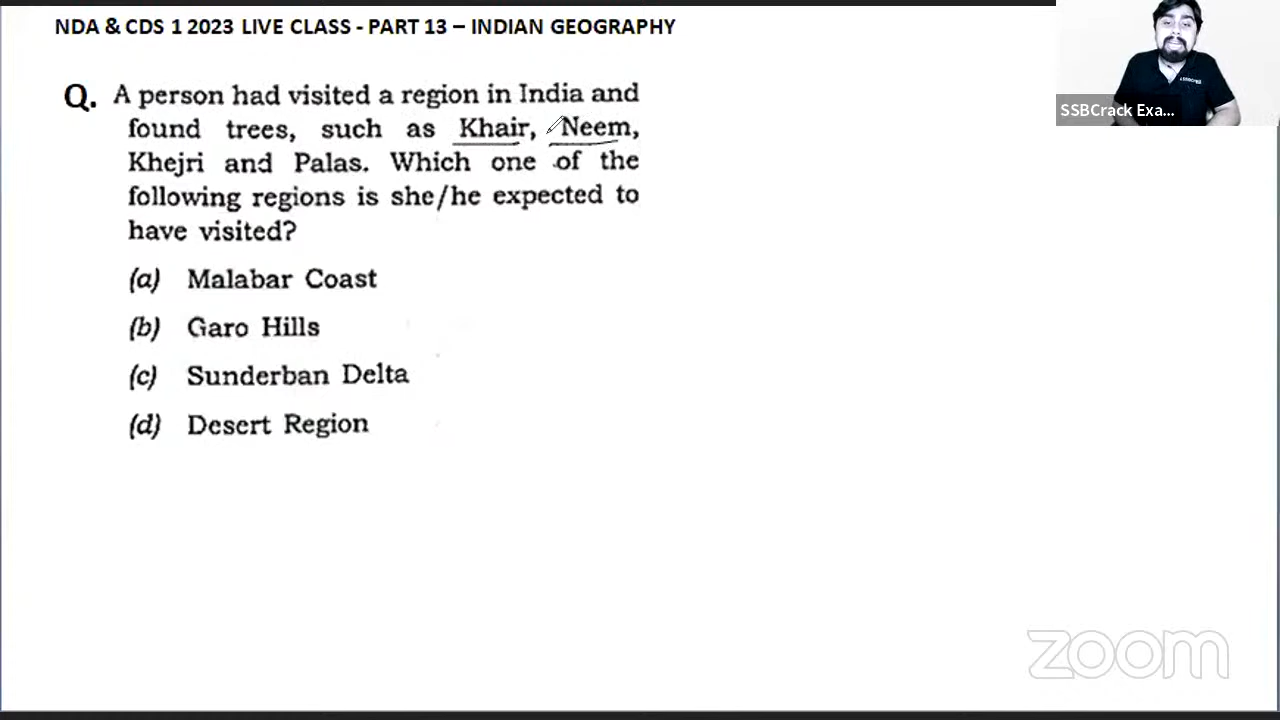 NDA & CDS 1 2023 LIVE CLASS - PART 13 – INDIAN GEOGRAPHY
SSBCrack Exa...
Q. A person had visited a region in India and
found trees, such as Khair, Neem,
Khejri and Palas. Which one of the
following regions is she/he expected to
have visited?
(a) Malabar Coast
(b) Garo Hills
(c) Sunderban Delta
(d) Desert Region
zoom